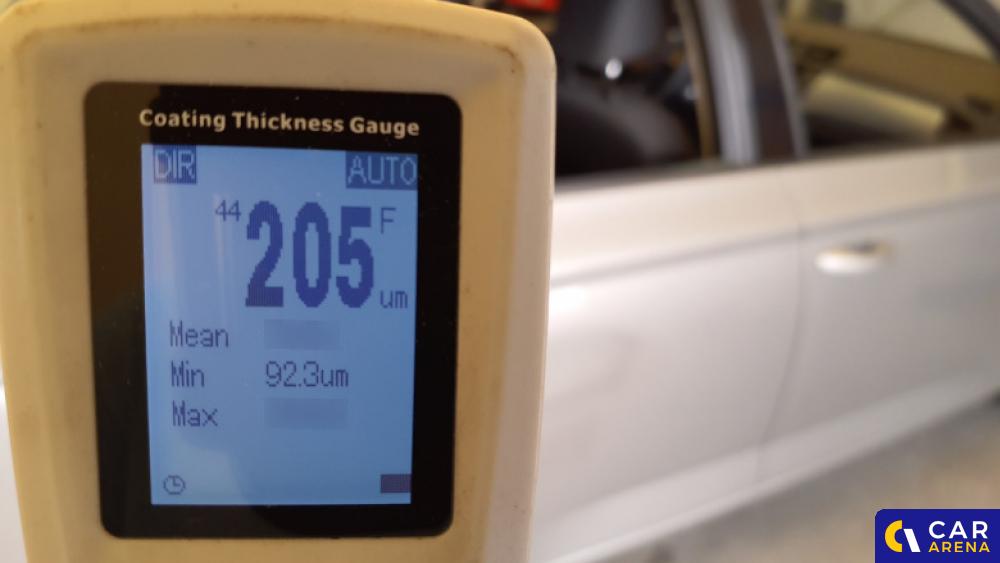 Coating Thickness Gauge
DIR AUTO
44 205 F
um
Mean
Min 92.3um
Max
CAR
ARENA